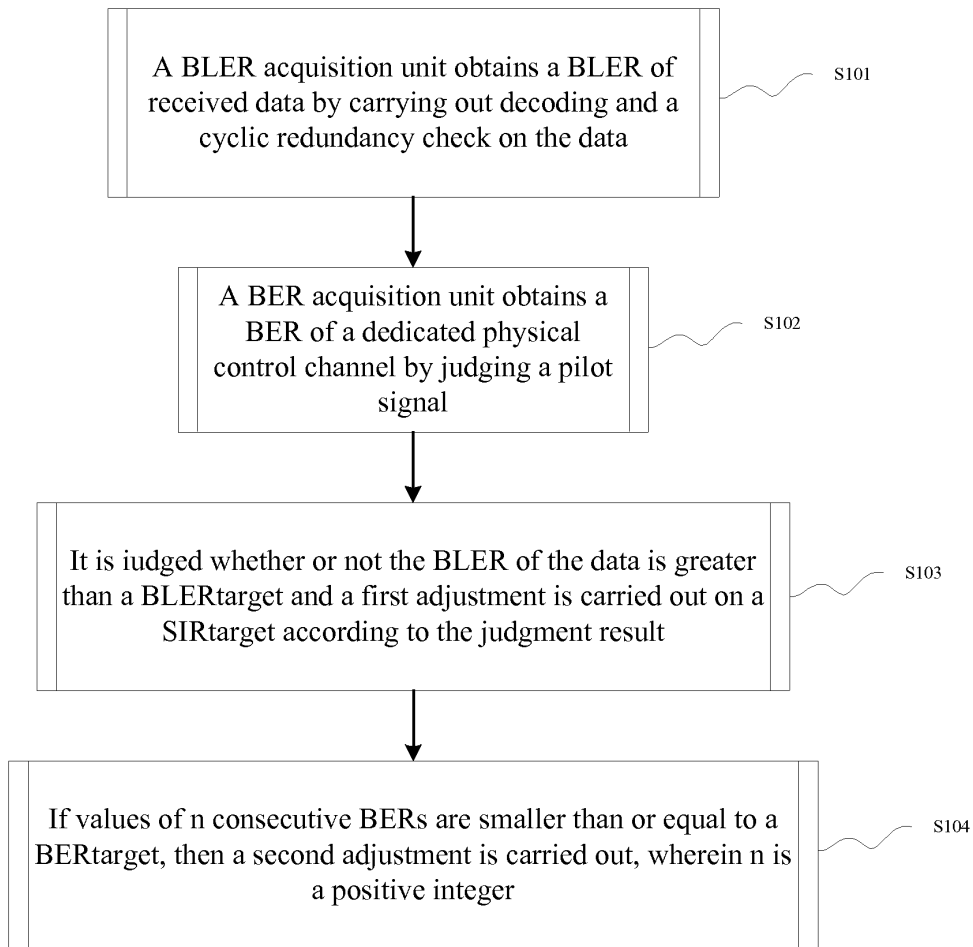 A BLER acquisition unit obtains a BLER of
received data by carrying out decoding and a
cyclic redundancy check on the data
S101
A BER acquisition unit obtains a
BER of a dedicated physical
control channel by judging a pilot
signal
S102
It is iudged whether or not the BLER of the data is greater
than a BLERtarget and a first adjustment is carried out on a
SIRtarget according to the judgment result
S103
If values of n consecutive BERs are smaller than or equal to a
BERtarget, then a second adjustment is carried out, wherein n is
a positive integer
S104